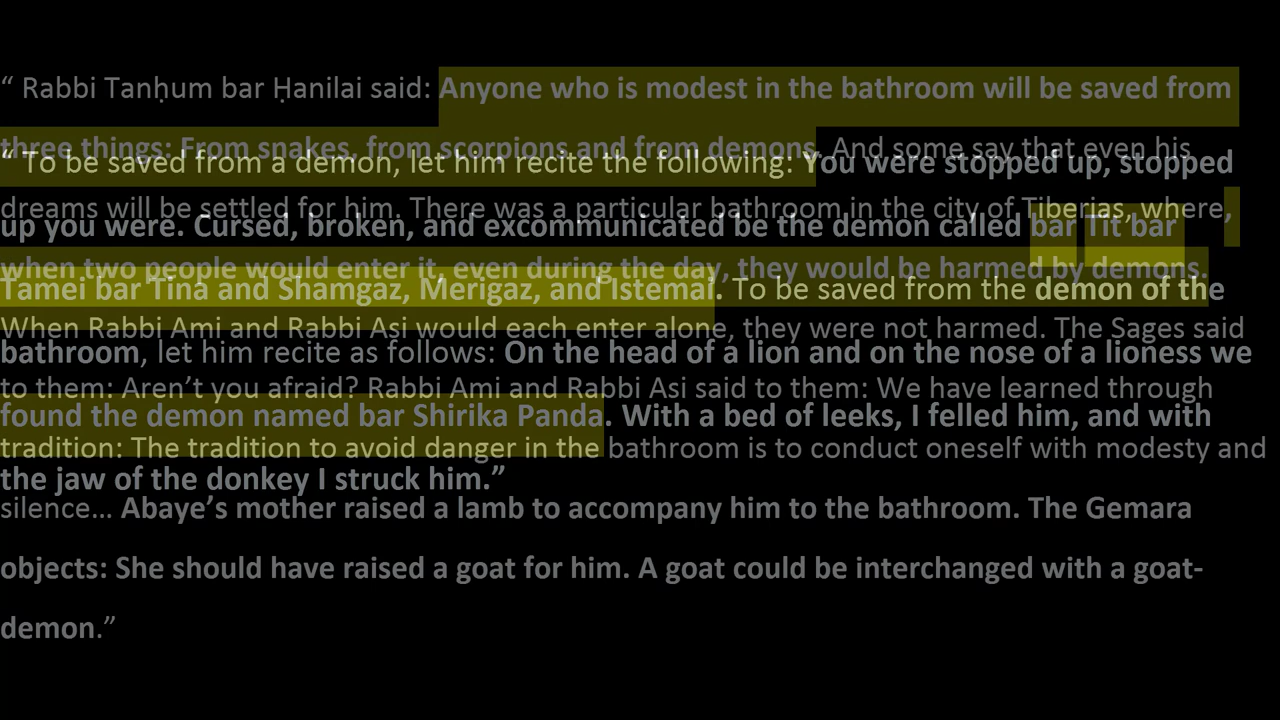 “ Rabbi Tanḥum bar Ḥanilai said: Anyone who is modest in the bathroom will be saved from
three things: From snakes, from scorpions and from demons. And some say that even his
dreams will be settled for him. There was a particular bathroom in the city of Tiberias, where,
when two people would enter it, even during the day, they would be harmed by demons.
When Rabbi Ami and Rabbi Asi would each enter alone, they were not harmed. The Sages said
to them: Aren’t you afraid? Rabbi Ami and Rabbi Asi said to them: We have learned through
tradition: The tradition to avoid danger in the bathroom is to conduct oneself with modesty and
silence… Abaye’s mother raised a lamb to accompany him to the bathroom. The Gemara
objects: She should have raised a goat for him. A goat could be interchanged with a goat-
demon.”
“ To be saved from a demon, let him recite the following: You were stopped up, stopped
up you were. Cursed, broken, and excommunicated be the demon called bar Tit bar
Tamei bar Tina and Shamgaz, Merigaz, and Istemai. To be saved from the demon of the
bathroom, let him recite as follows: On the head of a lion and on the nose of a lioness we
found the demon named bar Shirika Panda. With a bed of leeks, I felled him, and with
the jaw of the donkey I struck him.”